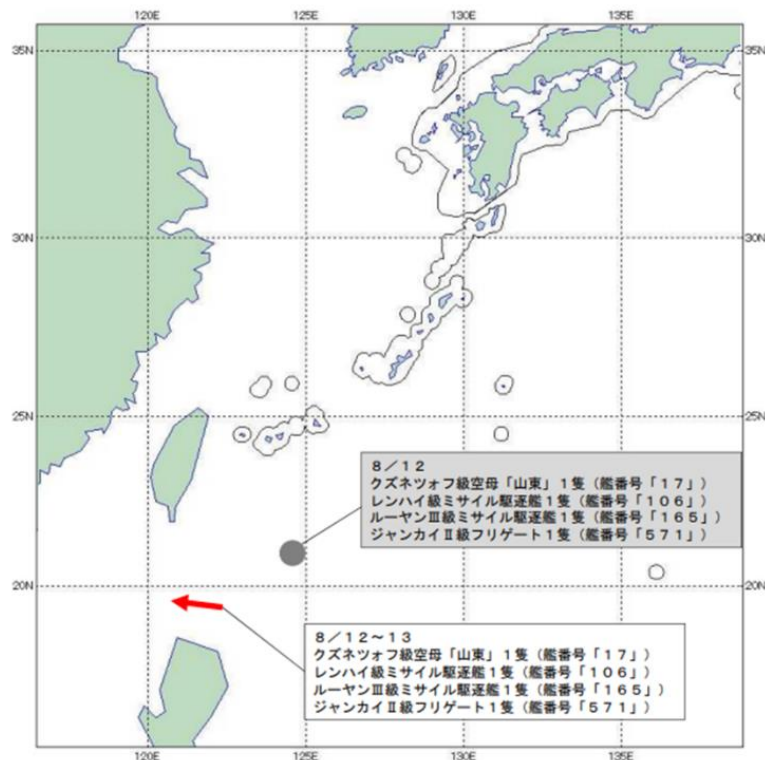 120E 125E 130E 135E
35N 35N
30N 30N
25N 25N
8／12
クズネツォフ級空母「山東」1隻（艦番号「17」）
レンハイ級ミサイル駆逐艦1隻（艦番号「106」）
ルーヤンⅢ級ミサイル駆逐艦1隻（艦番号「165」）
ジャンカイⅡ級フリゲート1隻（艦番号「571」）
20N 20N
8／12～13
クズネツォフ級空母「山東」1隻（艦番号「17」）
レンハイ級ミサイル駆逐艦1隻（艦番号「106」）
ルーヤンⅢ級ミサイル駆逐艦1隻（艦番号「165」）
ジャンカイⅡ級フリゲート1隻（艦番号「571」）
120E 125E 130E 135E